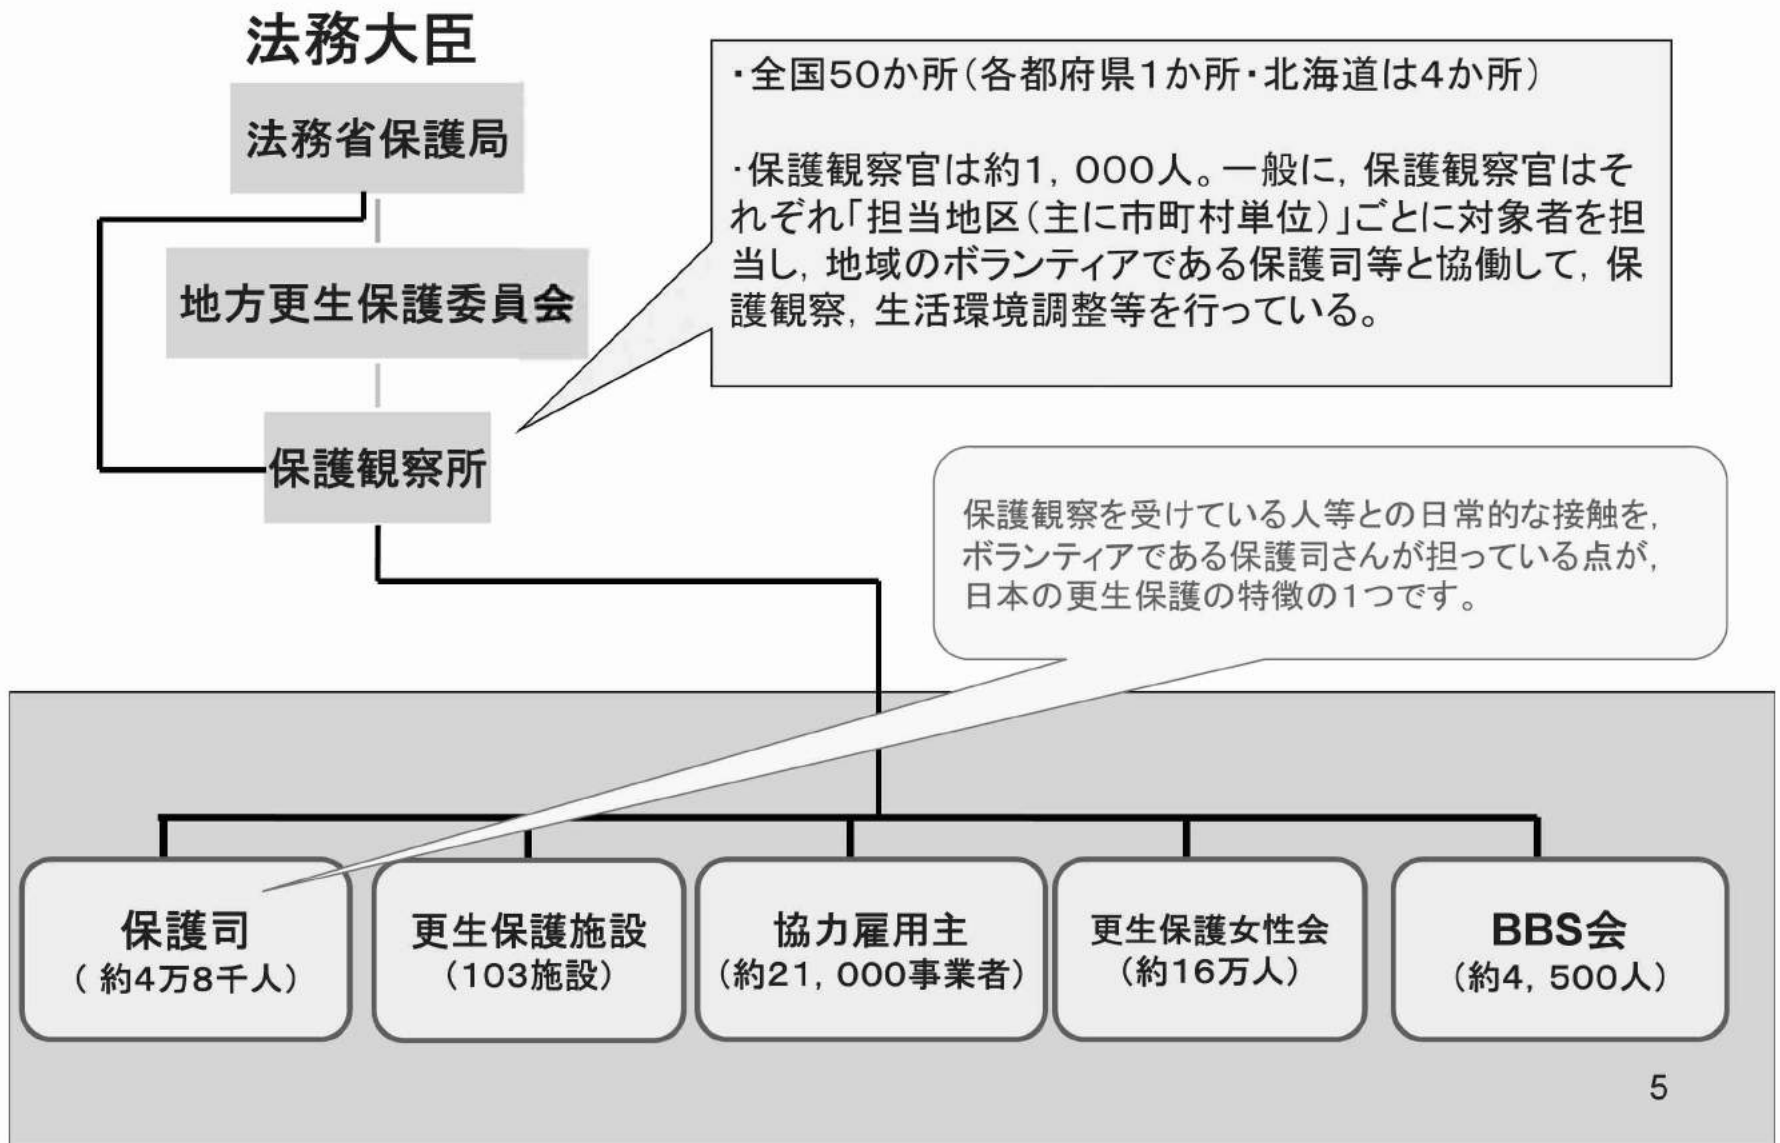 法務大臣
法務省保護局
地方更生保護委員会
保護観察所
・全国50か所(各都府県1か所・北海道は4か所)
・保護観察官は約1,000人。一般に,保護観察官はそ
れぞれ「担当地区(主に市町村単位)」ごとに対象者を担
当し,地域のボランティアである保護司等と協働して,保
護観察,生活環境調整等を行っている。
保護観察を受けている人等との日常的な接触を,
ボランティアである保護司さんが担っている点が,
日本の更生保護の特徴の1つです。
保護司
(約4万8千人)
更生保護施設
(103施設)
協力雇用主
(約21,000事業者)
更生保護女性会
(約16万人)
BBS会
(約4,500人)
5